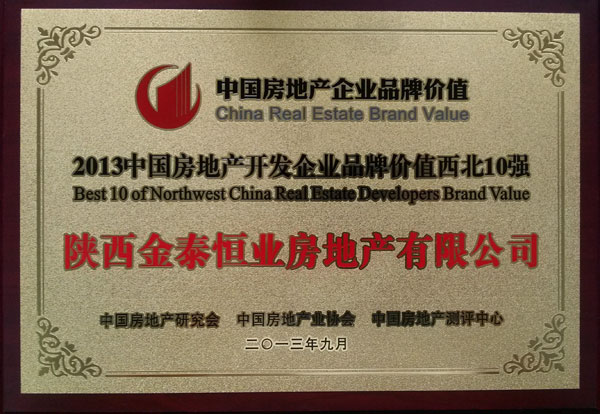 中国房地产企业品牌价值
China Real Estate Brand Value
2013中国房地产开发企业品牌价值西北10强
Best 10 of Northwest China Real Estate Developers Brand Value
陕西金泰恒业房地产有限公司
中国房地产研究会 中国房地产业协会 中国房地产测评中心
二〇一三年九月